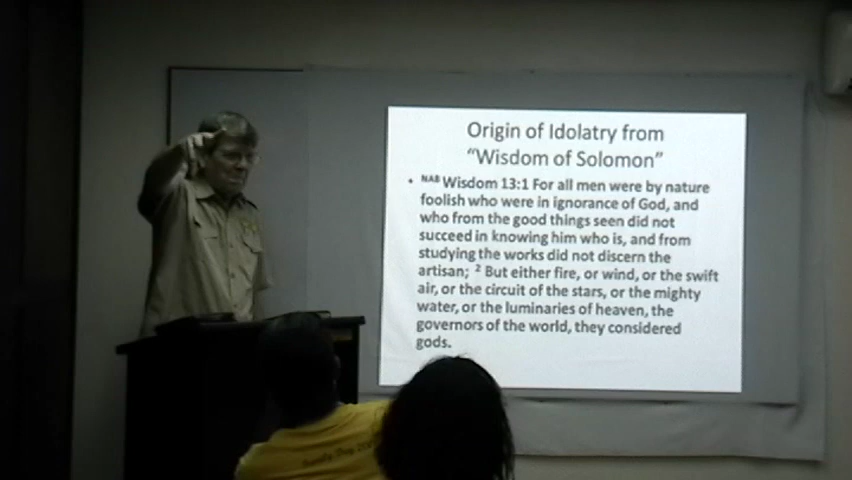 Origin of Idolatry from
"Wisdom of Solomon"
• NAB Wisdom 13:1 For all men were by nature
foolish who were in ignorance of God, and
who from the good things seen did not
succeed in knowing him who is, and from
studying the works did not discern the
artisan; 2 But either fire, or wind, or the swift
air, or the circuit of the stars, or the mighty
water, or the luminaries of heaven, the
governors of the world, they considered
gods.
Day